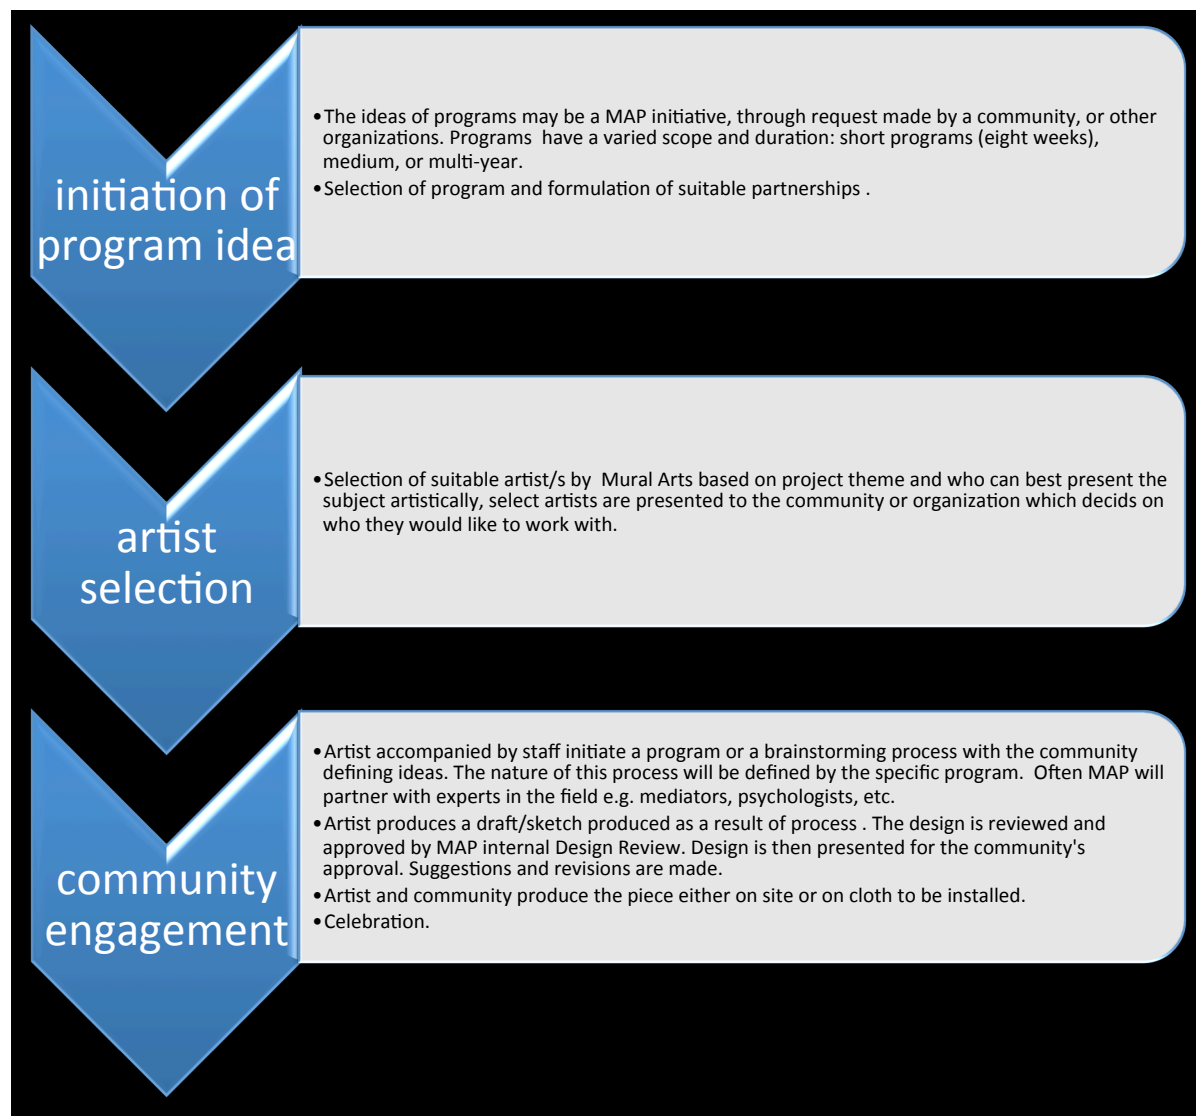 initiation of
program idea
•The ideas of programs may be a MAP initiative, through request made by a community, or other
organizations. Programs  have a varied scope and duration: short programs (eight weeks),
medium, or multi-year.
•Selection of program and formulation of suitable partnerships .
artist
selection
•Selection of suitable artist/s by  Mural Arts based on project theme and who can best present the
subject artistically, select artists are presented to the community or organization which decids on
who they would like to work with.
community
engagement
•Artist accompanied by staff initiate a program or a brainstorming process with the community
defining ideas. The nature of this process will be defined by the specific program.  Often MAP will
partner with experts in the field e.g. mediators, psychologists, etc.
•Artist produces a draft/sketch produced as a result of process . The design is reviewed and
approved by MAP internal Design Review. Design is then presented for the community's
approval. Suggestions and revisions are made.
•Artist and community produce the piece either on site or on cloth to be installed.
•Celebration.